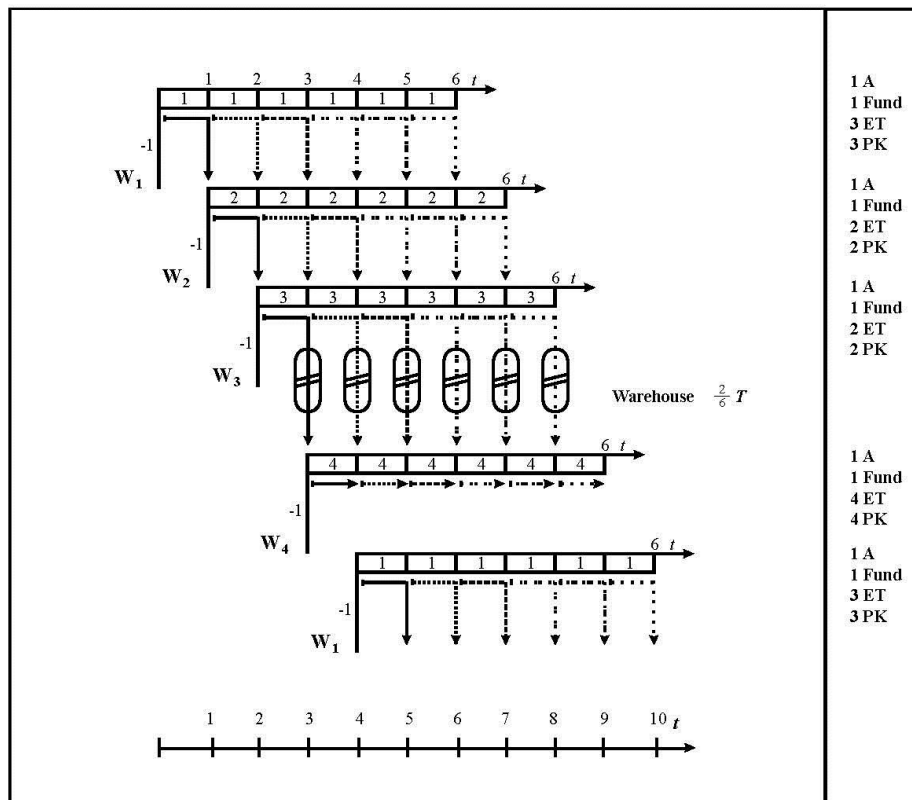 1 2 3 4 5 6 t
1 1 1 1 1 1
-1
W1
1 A
1 Fund
3 ET
3 PK
6 t
2 2 2 2 2 2
-1
W2
1 A
1 Fund
2 ET
2 PK
6 t
3 3 3 3 3 3
-1
W3
1 A
1 Fund
2 ET
2 PK
Warehouse 2/6 T
6 t
4 4 4 4 4 4
-1
W4
1 A
1 Fund
4 ET
4 PK
6 t
1 1 1 1 1 1
-1
W1
1 A
1 Fund
3 ET
3 PK
1 2 3 4 5 6 7 8 9 10 t